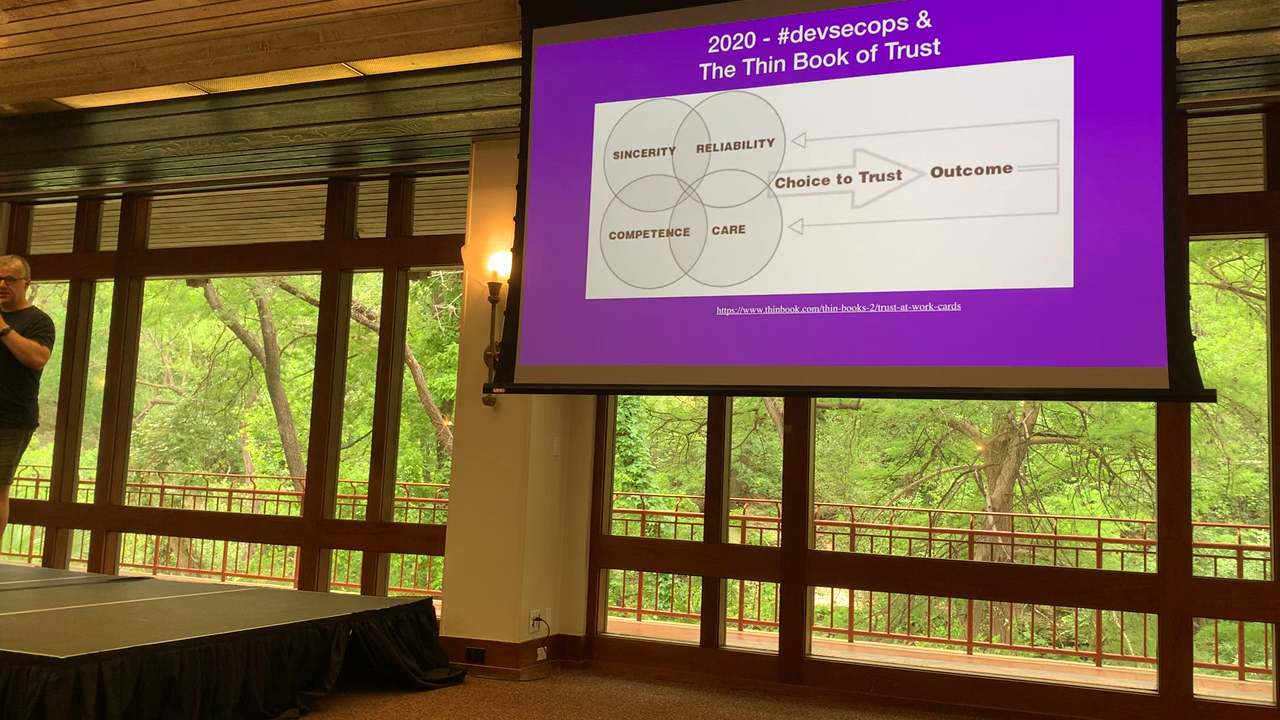 2020 - #devsecops &
The Thin Book of Trust
SINCERITY
RELIABILITY
Choice to Trust
Outcome
COMPETENCE
CARE
https://www.thinbook.com/thin-books-2/trust-at-work-cards